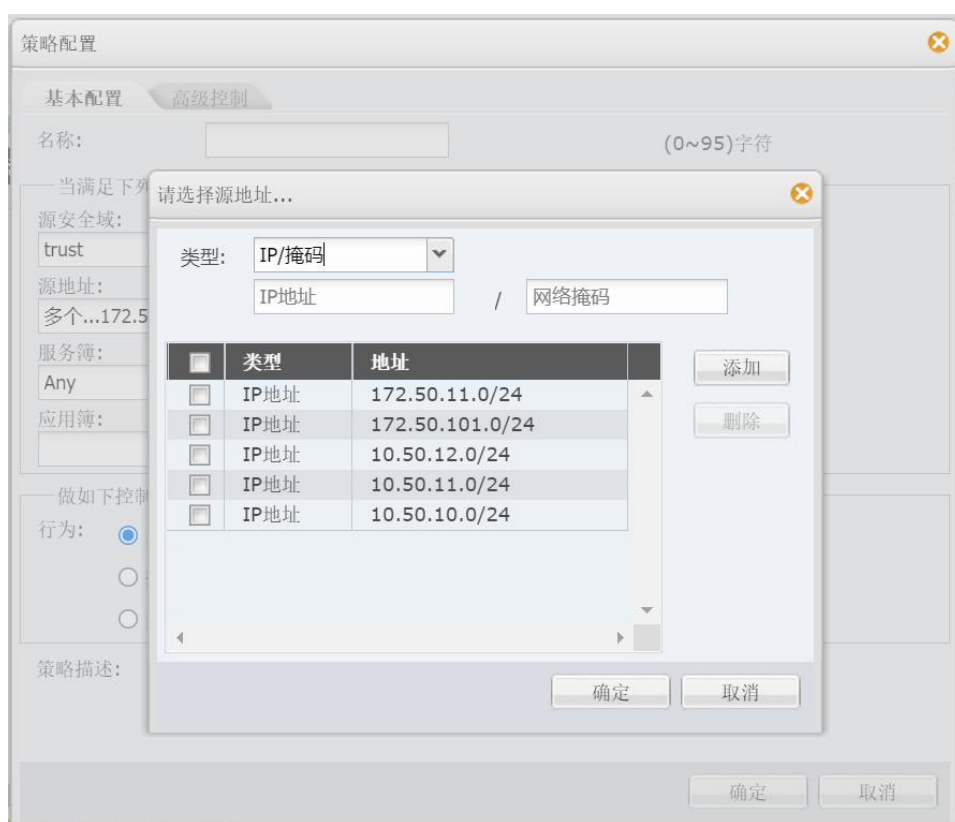 策略配置
基本配置 高级控制
名称: (0~95)字符
当满足下列
请选择源地址...
源安全域:
trust
类型: IP/掩码
源地址:
IP地址 / 网络掩码
多个...172.5
服务簿:
类型 地址 添加
Any
IP地址 172.50.11.0/24
应用簿:
IP地址 172.50.101.0/24 删除
IP地址 10.50.12.0/24
IP地址 10.50.11.0/24
做如下控制
IP地址 10.50.10.0/24
行为:
策略描述:
确定 取消
确定 取消